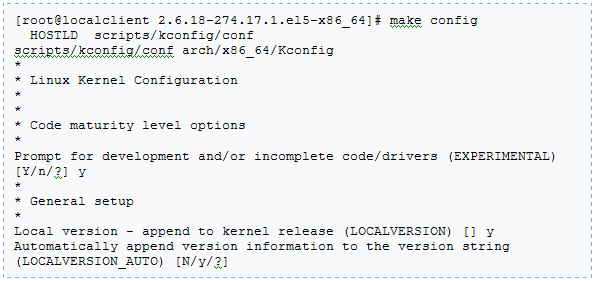 [root@localclient 2.6.18-274.17.1.el5-x86_64]# make config
HOSTLD scripts/kconfig/conf
scripts/kconfig/conf arch/x86_64/Kconfig
*
* Linux Kernel Configuration
*
*
* Code maturity level options
*
Prompt for development and/or incomplete code/drivers (EXPERIMENTAL)
[Y/n/?] y
*
* General setup
*
Local version - append to kernel release (LOCALVERSION) [] y
Automatically append version information to the version string
(LOCALVERSION_AUTO) [N/y/?]